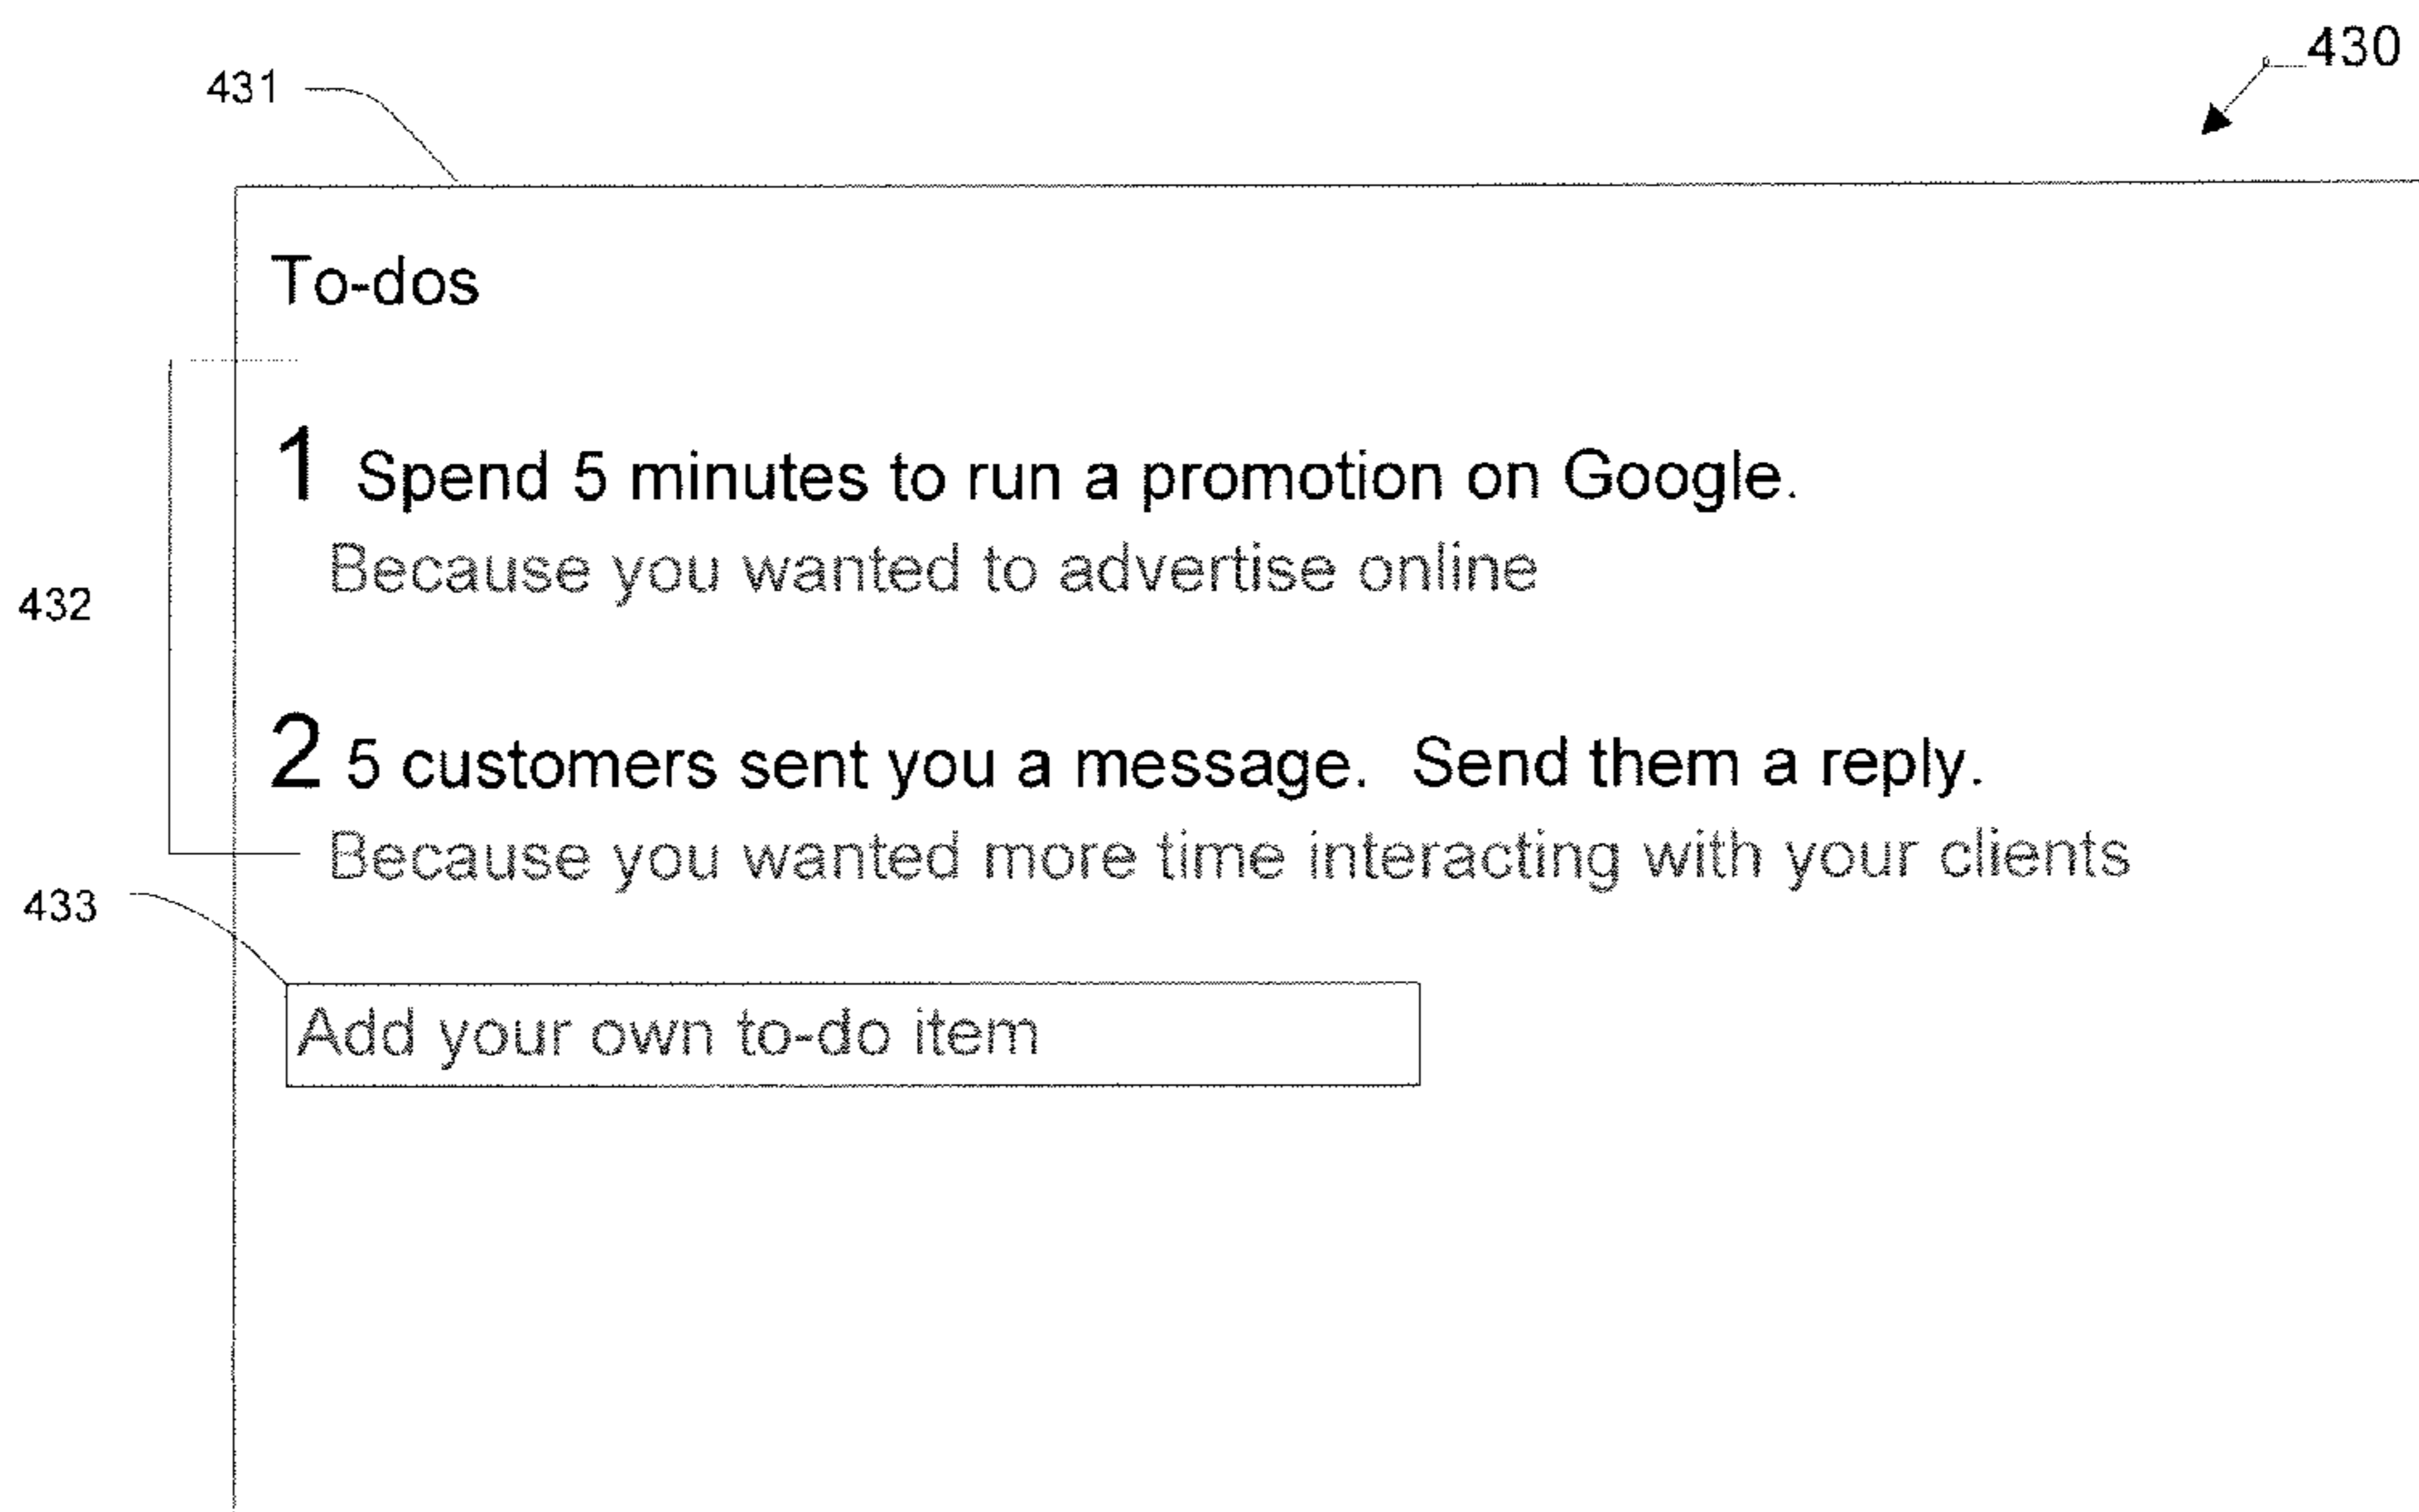 430
431
To-dos
1 Spend 5 minutes to run a promotion on Google.
Because you wanted to advertise online
432
2 5 customers sent you a message. Send them a reply.
Because you wanted more time interacting with your clients
433
Add your own to-do item